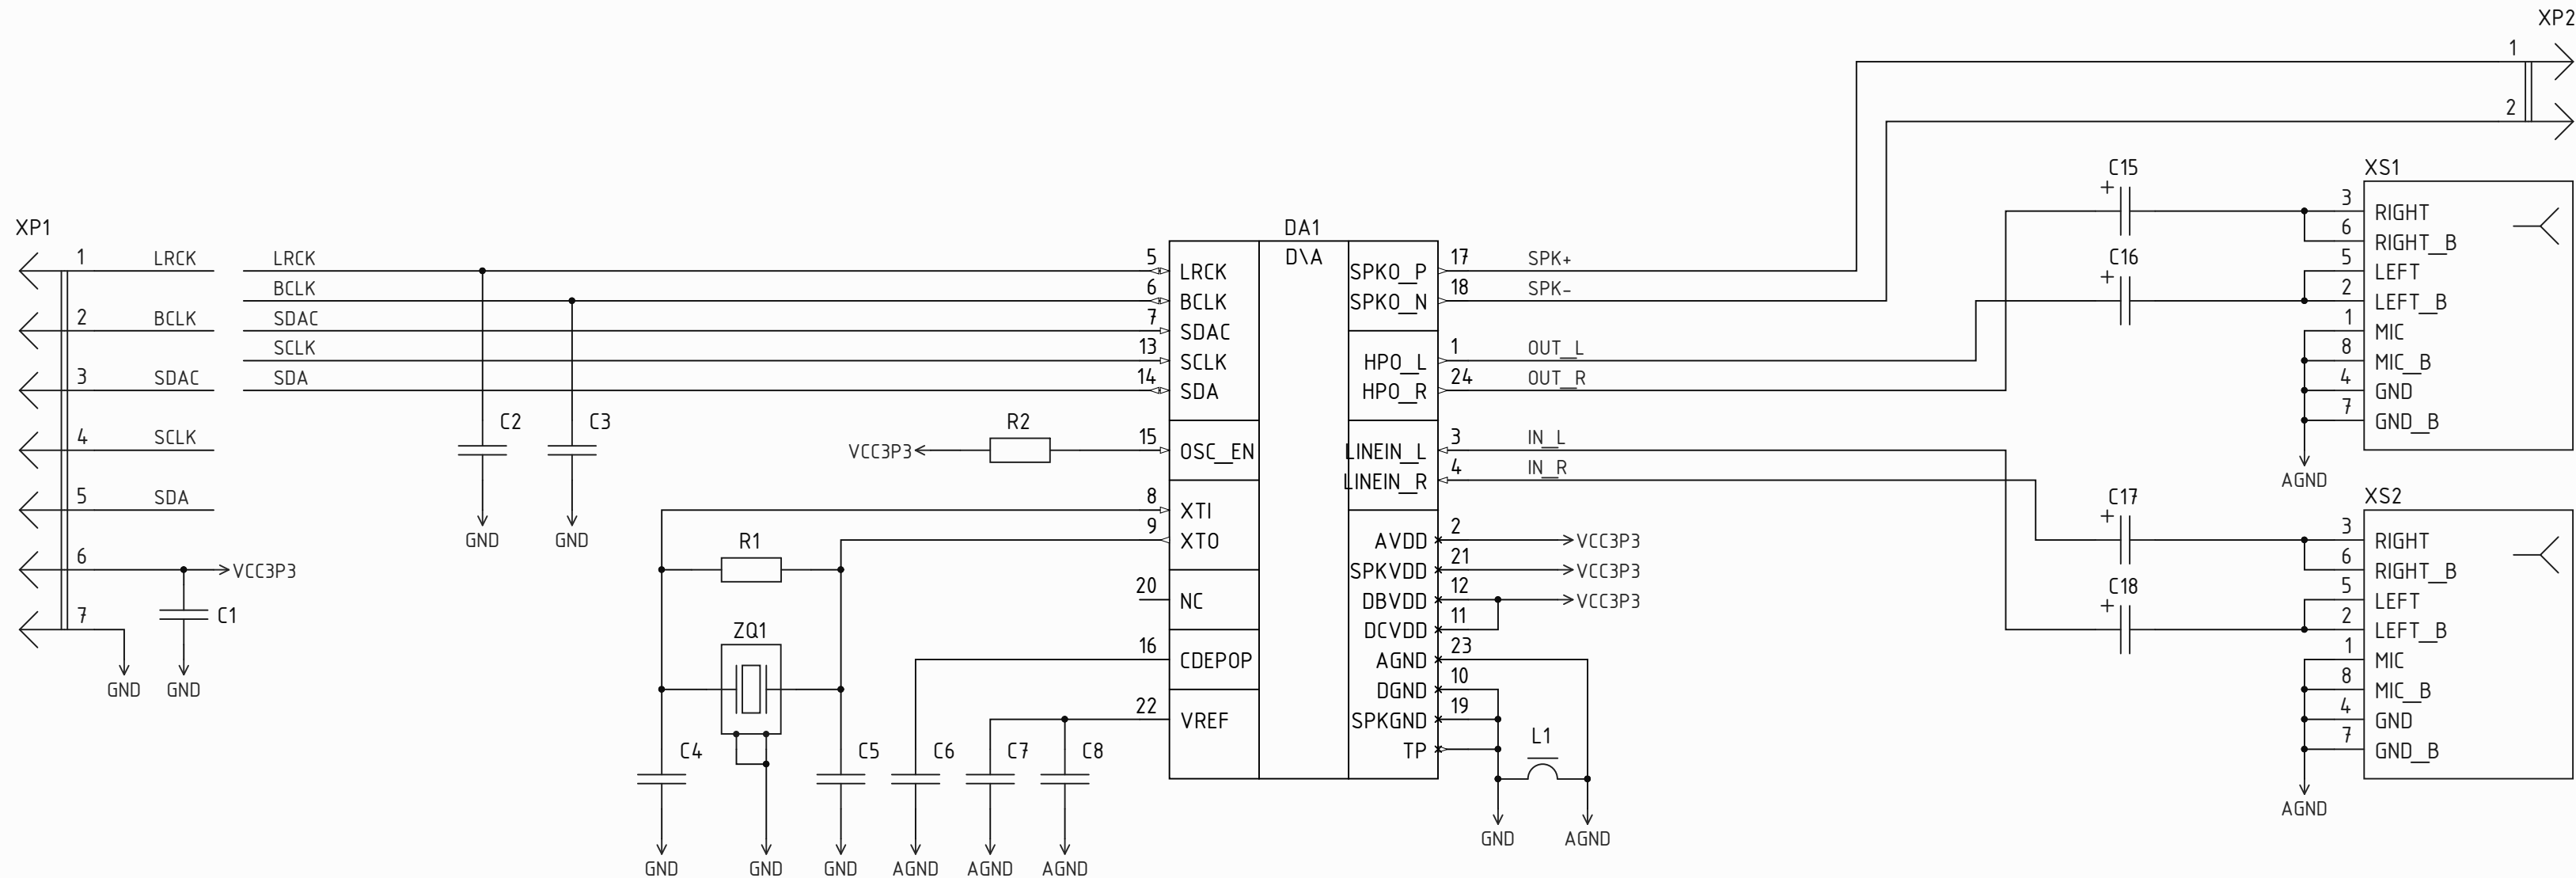 XP2
1
2
XP1
1 LRCK
2 BCLK
3 SDAC
4 SCLK
5 SDA
6 VCC3P3
7
C1
GND GND
LRCK
BCLK
SDAC
SCLK
SDA
C2 C3
GND GND
VCC3P3 R2
R1
ZQ1
C4 C5 C6 C7 C8
GND GND GND AGND AGND AGND
DA1
D\A
5 LRCK
6 BCLK
7 SDAC
13 SCLK
14 SDA
15 OSC_EN
8 XTI
9 XTO
20 NC
16 CDEPOP
22 VREF
SPKO_P 17 SPK+
SPKO_N 18 SPK-
HPO_L 1 OUT_L
HPO_R 24 OUT_R
LINEIN_L 3 IN_L
LINEIN_R 4 IN_R
AVDD 2 VCC3P3
SPKVDD 21 VCC3P3
DBVDD 12 VCC3P3
DCVDD 11
AGND 23
DGND 10
SPKGND 19
TP
L1
GND AGND
C15
+
C16
+
XS1
3 RIGHT
6 RIGHT_B
5 LEFT
2 LEFT_B
1 MIC
8 MIC_B
4 GND
7 GND_B
AGND
C17
+
C18
+
XS2
3 RIGHT
6 RIGHT_B
5 LEFT
2 LEFT_B
1 MIC
8 MIC_B
4 GND
7 GND_B
AGND